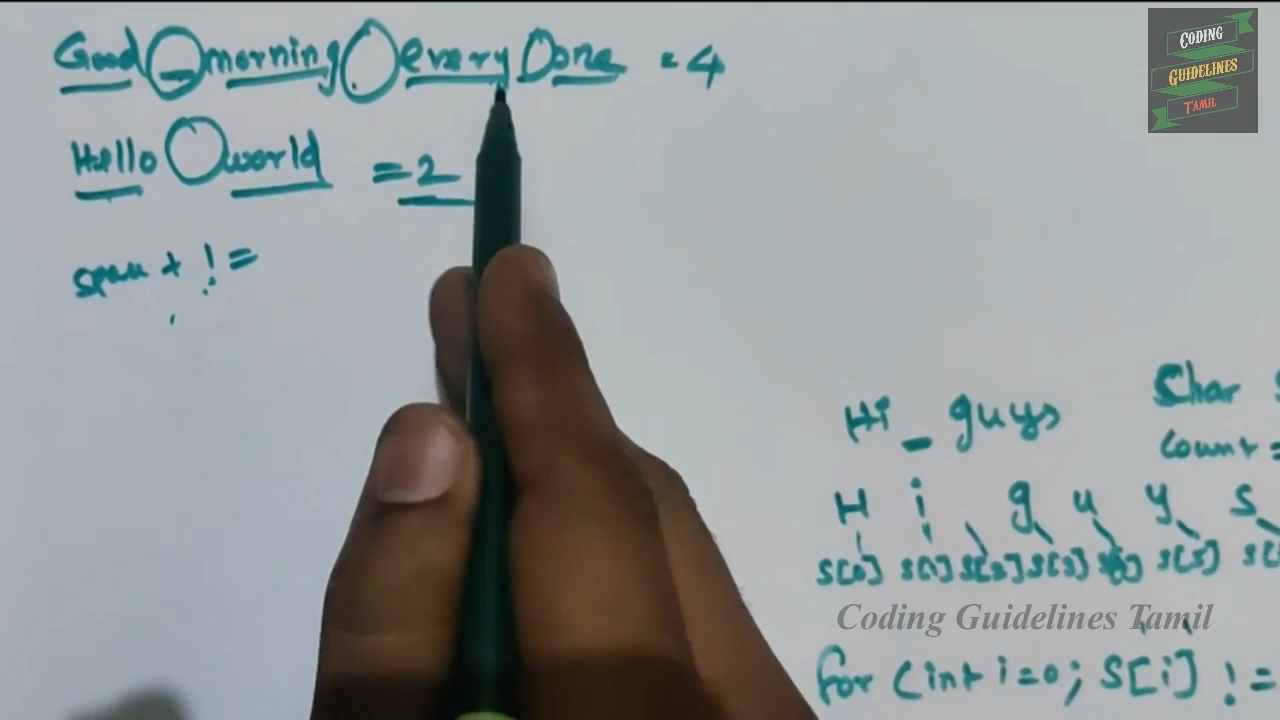 Good morning every one = 4
Hello world = 2
!=
Hi _ guys
Char S
Count =
H i g u y s
S[0] S[1] S[2] S[3] S[4] S[5] S[
for (int i=0; S[i] !=
CODING
GUIDELINES
TAMIL
Coding Guidelines Tamil